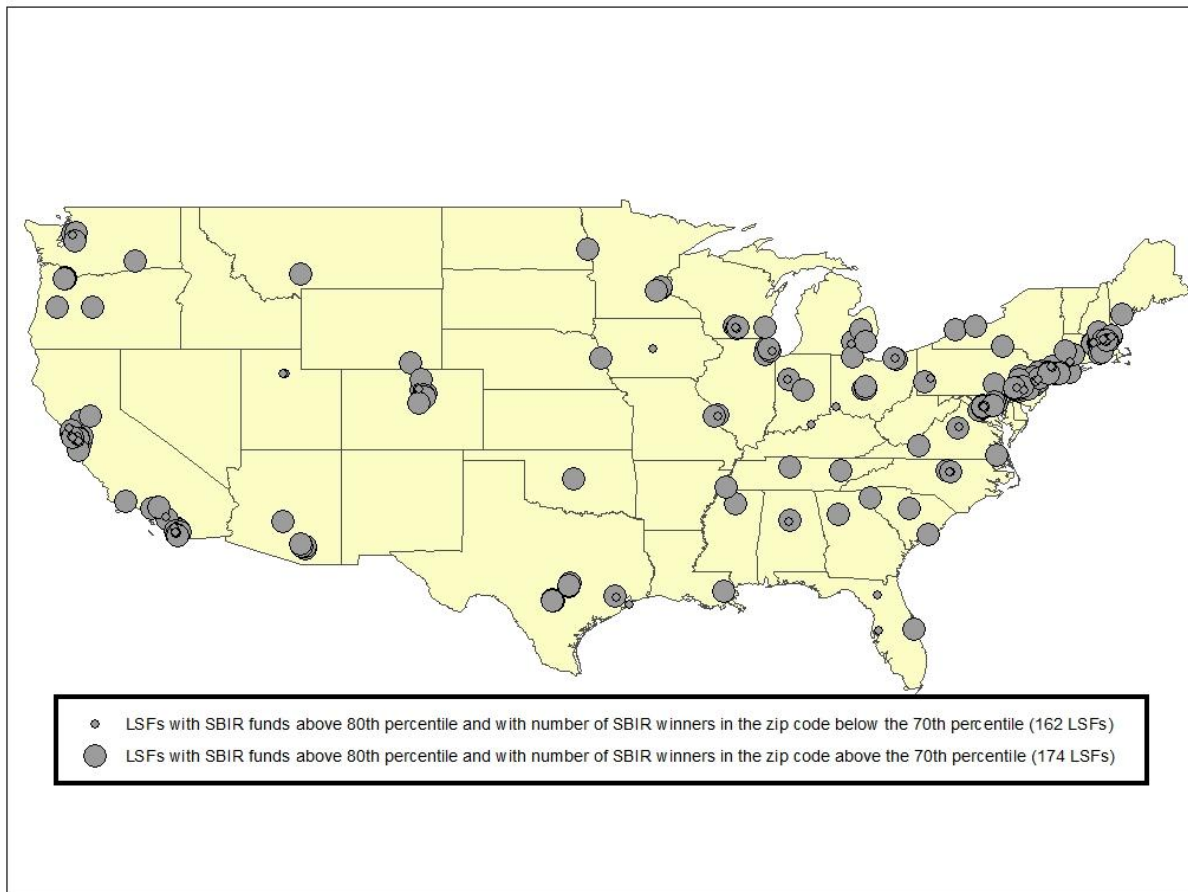 LSFs with SBIR funds above 80th percentile and with number of SBIR winners in the zip code below the 70th percentile (162 LSFs)
LSFs with SBIR funds above 80th percentile and with number of SBIR winners in the zip code above the 70th percentile (174 LSFs)